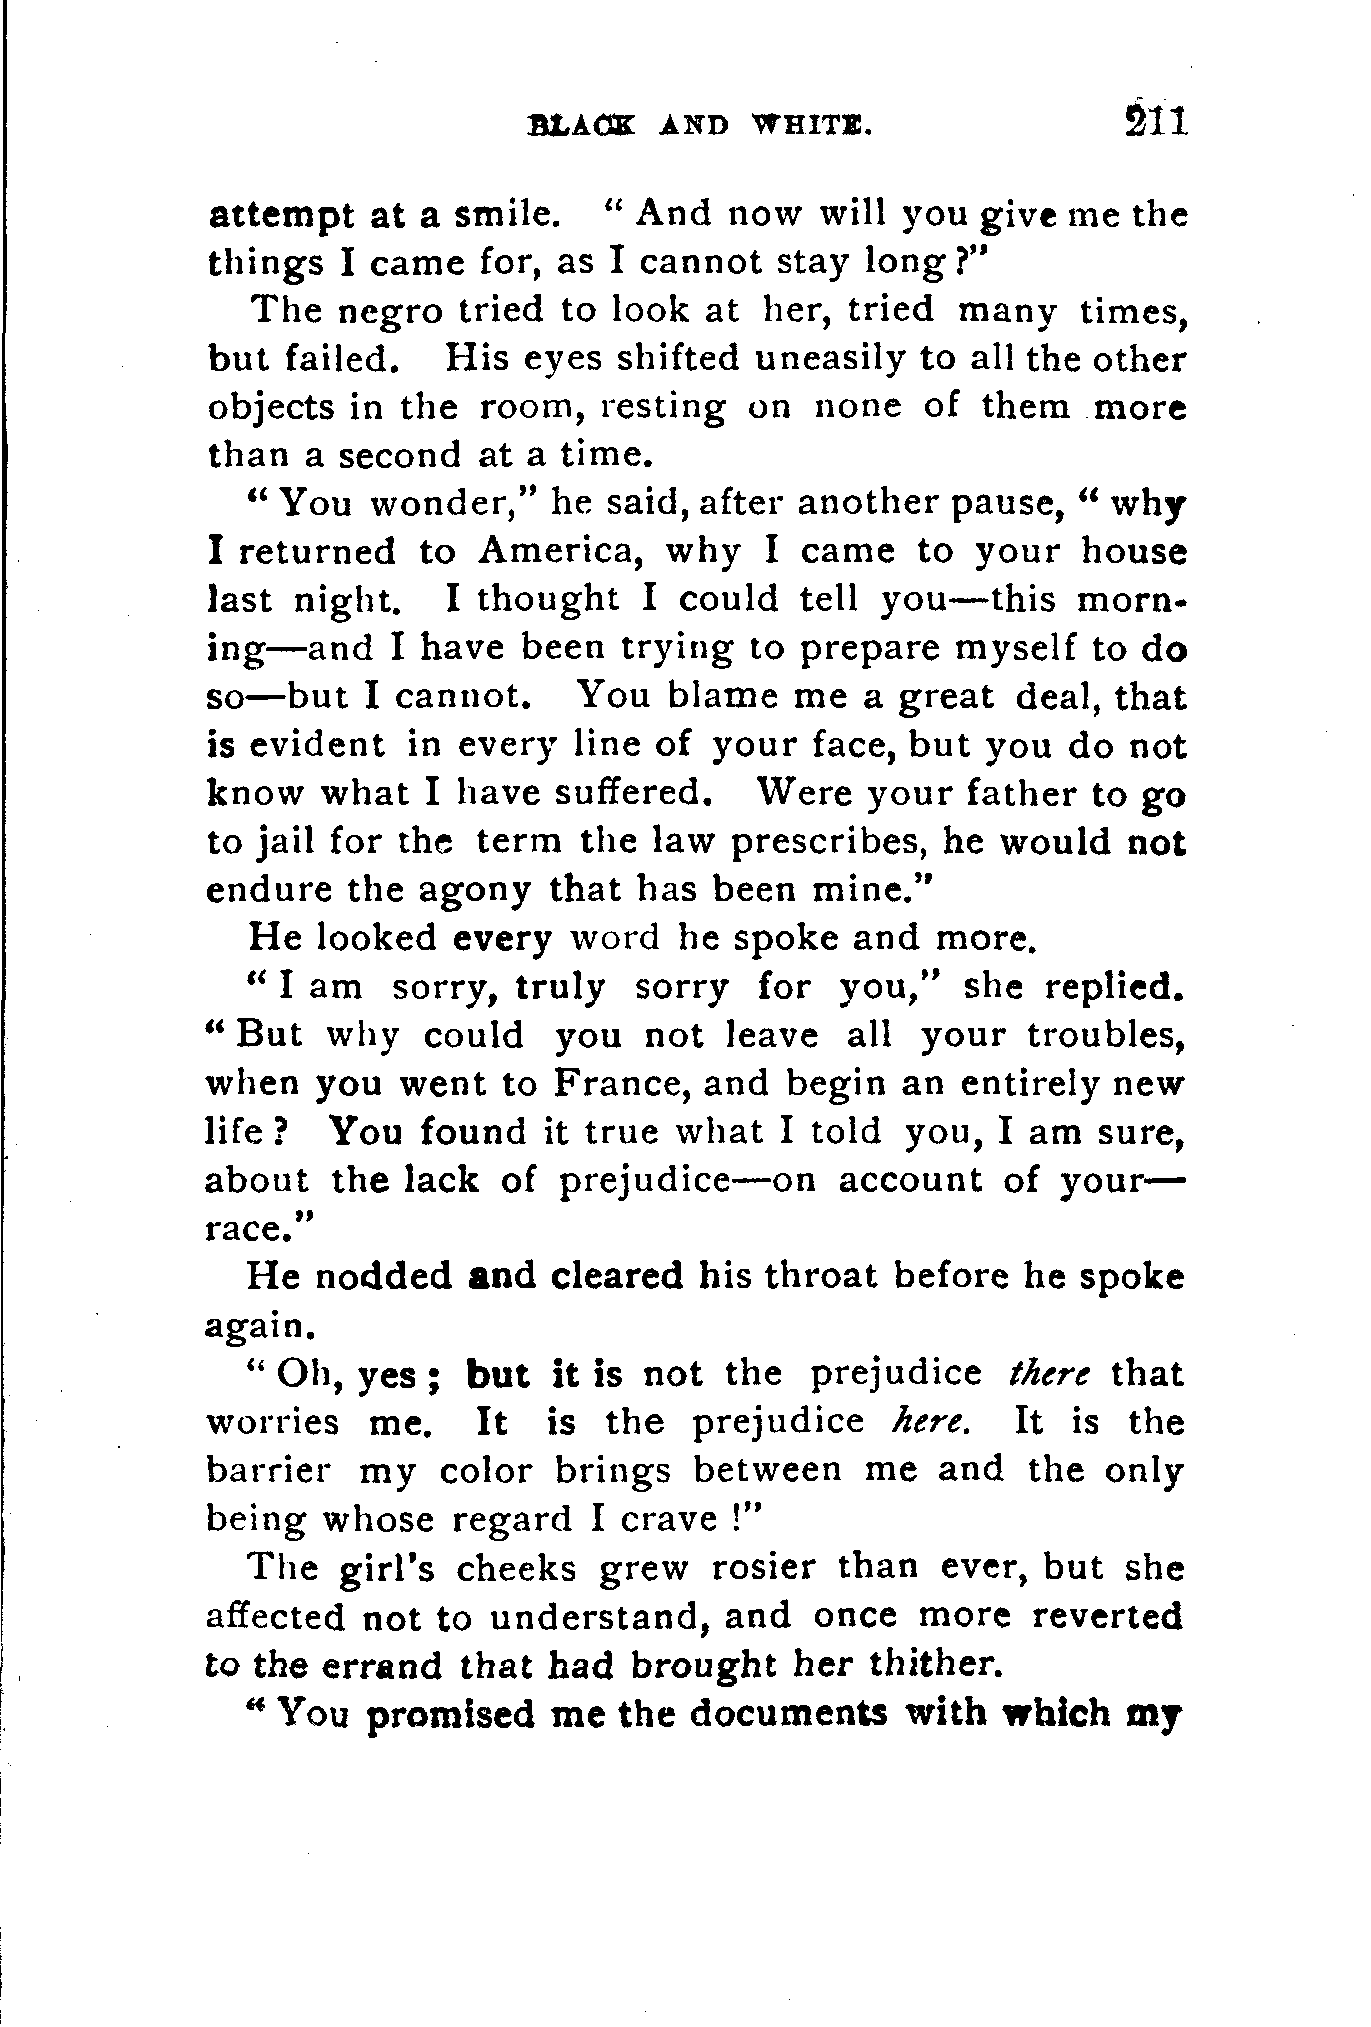 BLACK AND WHITE. 211
attempt at a smile. “ And now will you give me the
things I came for, as I cannot stay long ?”
The negro tried to look at her, tried many times,
but failed. His eyes shifted uneasily to all the other
objects in the room, resting on none of them more
than a second at a time.
“ You wonder,” he said, after another pause, “ why
I returned to America, why I came to your house
last night. I thought I could tell you—this morn-
ing—and I have been trying to prepare myself to do
so—but I cannot. You blame me a great deal, that
is evident in every line of your face, but you do not
know what I have suffered. Were your father to go
to jail for the term the law prescribes, he would not
endure the agony that has been mine.”
He looked every word he spoke and more.
“ I am sorry, truly sorry for you,” she replied.
“ But why could you not leave all your troubles,
when you went to France, and begin an entirely new
life ? You found it true what I told you, I am sure,
about the lack of prejudice—on account of your—
race.”
He nodded and cleared his throat before he spoke
again.
“ Oh, yes ; but it is not the prejudice there that
worries me. It is the prejudice here. It is the
barrier my color brings between me and the only
being whose regard I crave !”
The girl’s cheeks grew rosier than ever, but she
affected not to understand, and once more reverted
to the errand that had brought her thither.
“ You promised me the documents with which my